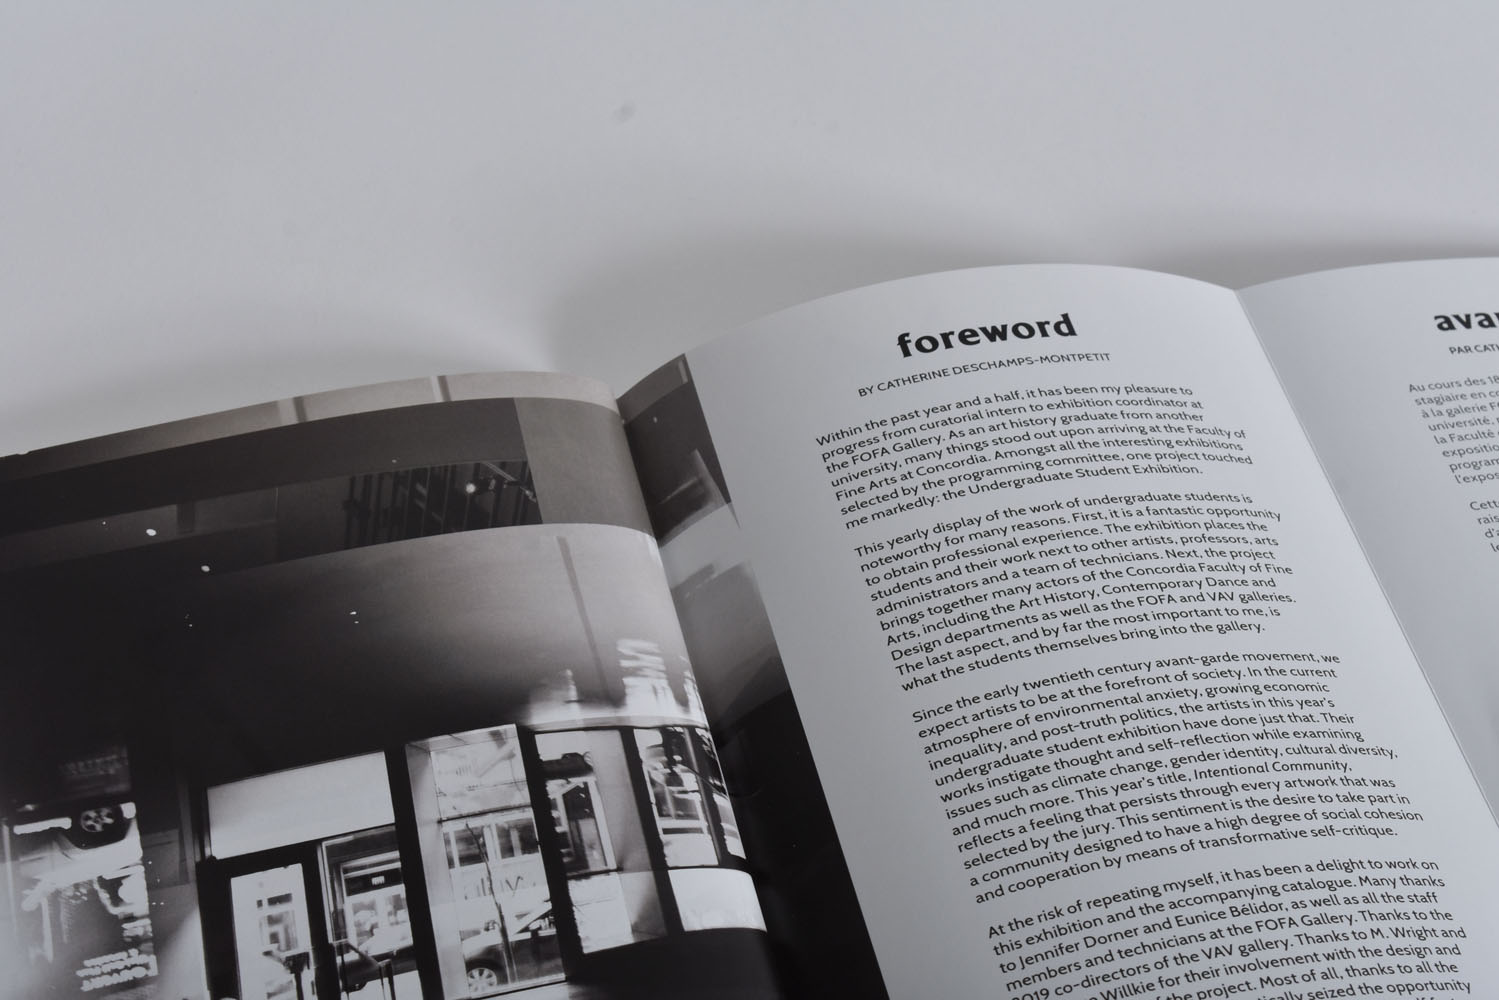 foreword
BY CATHERINE DESCHAMPS-MONTPETIT
Within the past year and a half, it has been my pleasure to
progress from curatorial intern to exhibition coordinator at
the FOFA Gallery. As an art history graduate from another
university, many things stood out upon arriving at the Faculty of
Fine Arts at Concordia. Amongst all the interesting exhibitions
selected by the programming committee, one project touched
me markedly: the Undergraduate Student Exhibition.
This yearly display of the work of undergraduate students is
noteworthy for many reasons. First, it is a fantastic opportunity
to obtain professional experience. The exhibition places the
students and their work next to other artists, professors, arts
administrators and a team of technicians. Next, the project
brings together many actors of the Concordia Faculty of Fine
Arts, including the Art History, Contemporary Dance and
Design departments as well as the FOFA and VAV galleries.
The last aspect, and by far the most important to me, is
what the students themselves bring into the gallery.
Since the early twentieth century avant-garde movement, we
expect artists to be at the forefront of society. In the current
atmosphere of environmental anxiety, growing economic
inequality, and post-truth politics, the artists in this year's
undergraduate student exhibition have done just that. Their
works instigate thought and self-reflection while examining
issues such as climate change, gender identity, cultural diversity,
and much more. This year's title, Intentional Community,
reflects a feeling that persists through every artwork that was
selected by the jury. This sentiment is the desire to take part in
a community designed to have a high degree of social cohesion
and cooperation by means of transformative self-critique.
At the risk of repeating myself, it has been a delight to work on
this exhibition and the accompanying catalogue. Many thanks
to Jennifer Dorner and Eunice Bélidor, as well as all the staff
members and technicians at the FOFA Gallery. Thanks to the
2019 co-directors of the VAV gallery. Thanks to M. Wright and
Willkie for their involvement with the design and
of the project. Most of all, thanks to all the
seized the opportunity
ava
PAR CAT
Au cours des 18
stagiaire en c
à la galerie F
université,
la Faculté
expositio
program
l'expos
Cett
rais
d'a